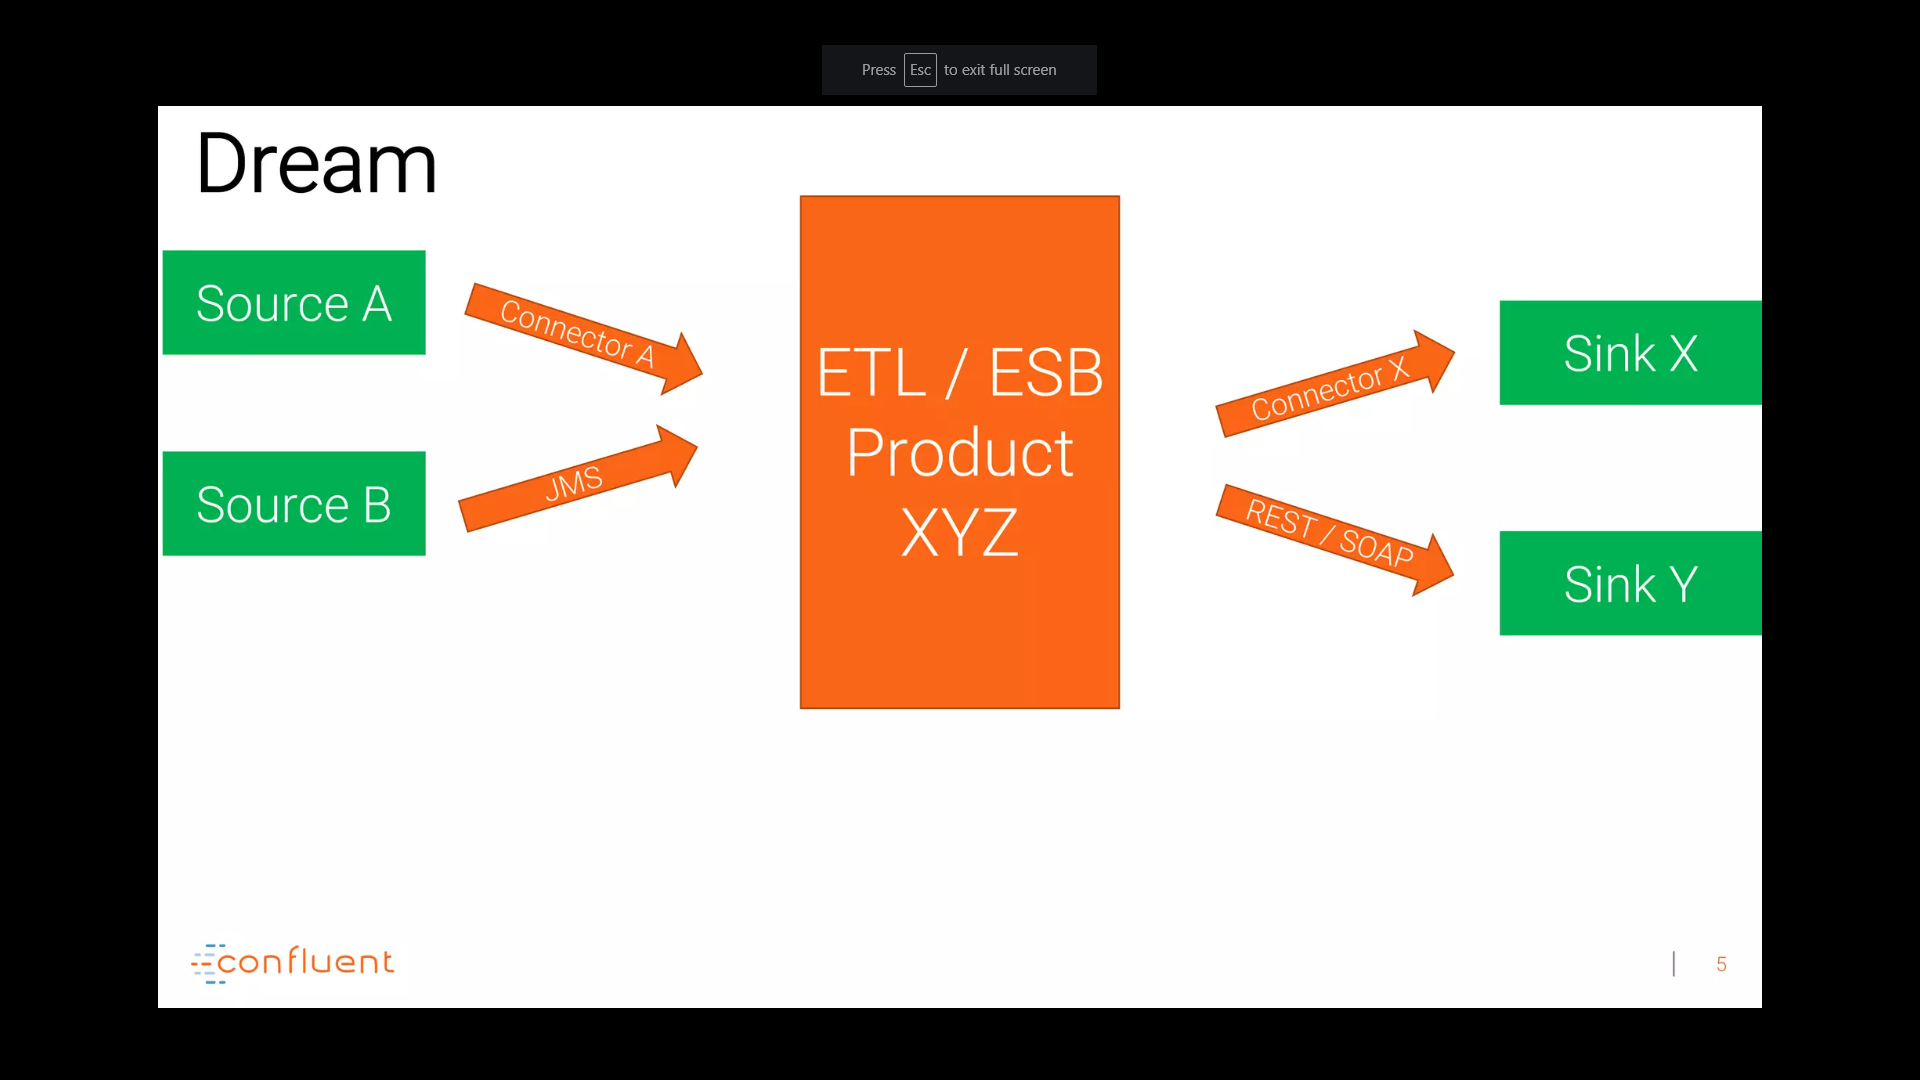 Press Esc to exit full screen
Dream
Source A
Connector A
Source B
JMS
ETL / ESB
Product
XYZ
Connector X
Sink X
REST / SOAP
Sink Y
confluent
5